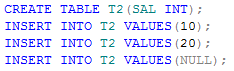 CREATE TABLE T2(SAL INT);
INSERT INTO T2 VALUES(10);
INSERT INTO T2 VALUES(20);
INSERT INTO T2 VALUES(NULL);